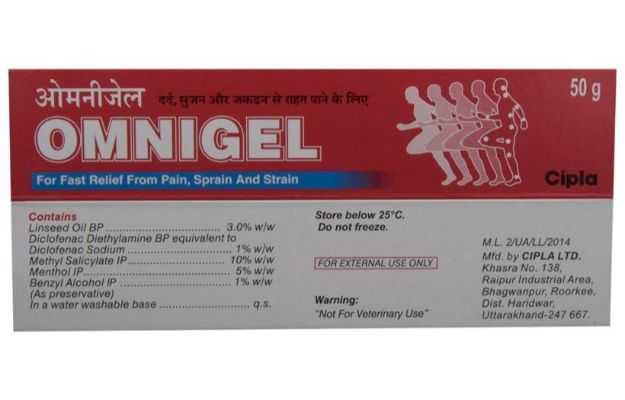 ओमनीजेल दर्द, सुजन और जकडन से राहत पाने के लिए
50 g
OMNIGEL
For Fast Relief From Pain, Sprain And Strain
Cipla
Contains
Linseed Oil BP ........................ 3.0% w/w
Diclofenac Diethylamine BP equivalent to
Diclofenac Sodium ........................ 1% w/w
Methyl Salicylate IP ........................ 10% w/w
Menthol IP ........................ 5% w/w
Benzyl Alcohol IP ........................ 1% w/w
(As preservative)
In a water washable base ........................ q.s.
Store below 25°C.
Do not freeze.
FOR EXTERNAL USE ONLY
Warning:
"Not For Veterinary Use"
M.L. 2/UA/LL/2014
Mfd. by CIPLA LTD.
Khasra No. 138,
Raipur Industrial Area,
Bhagwanpur, Roorkee,
Dist. Haridwar,
Uttarakhand-247 667.